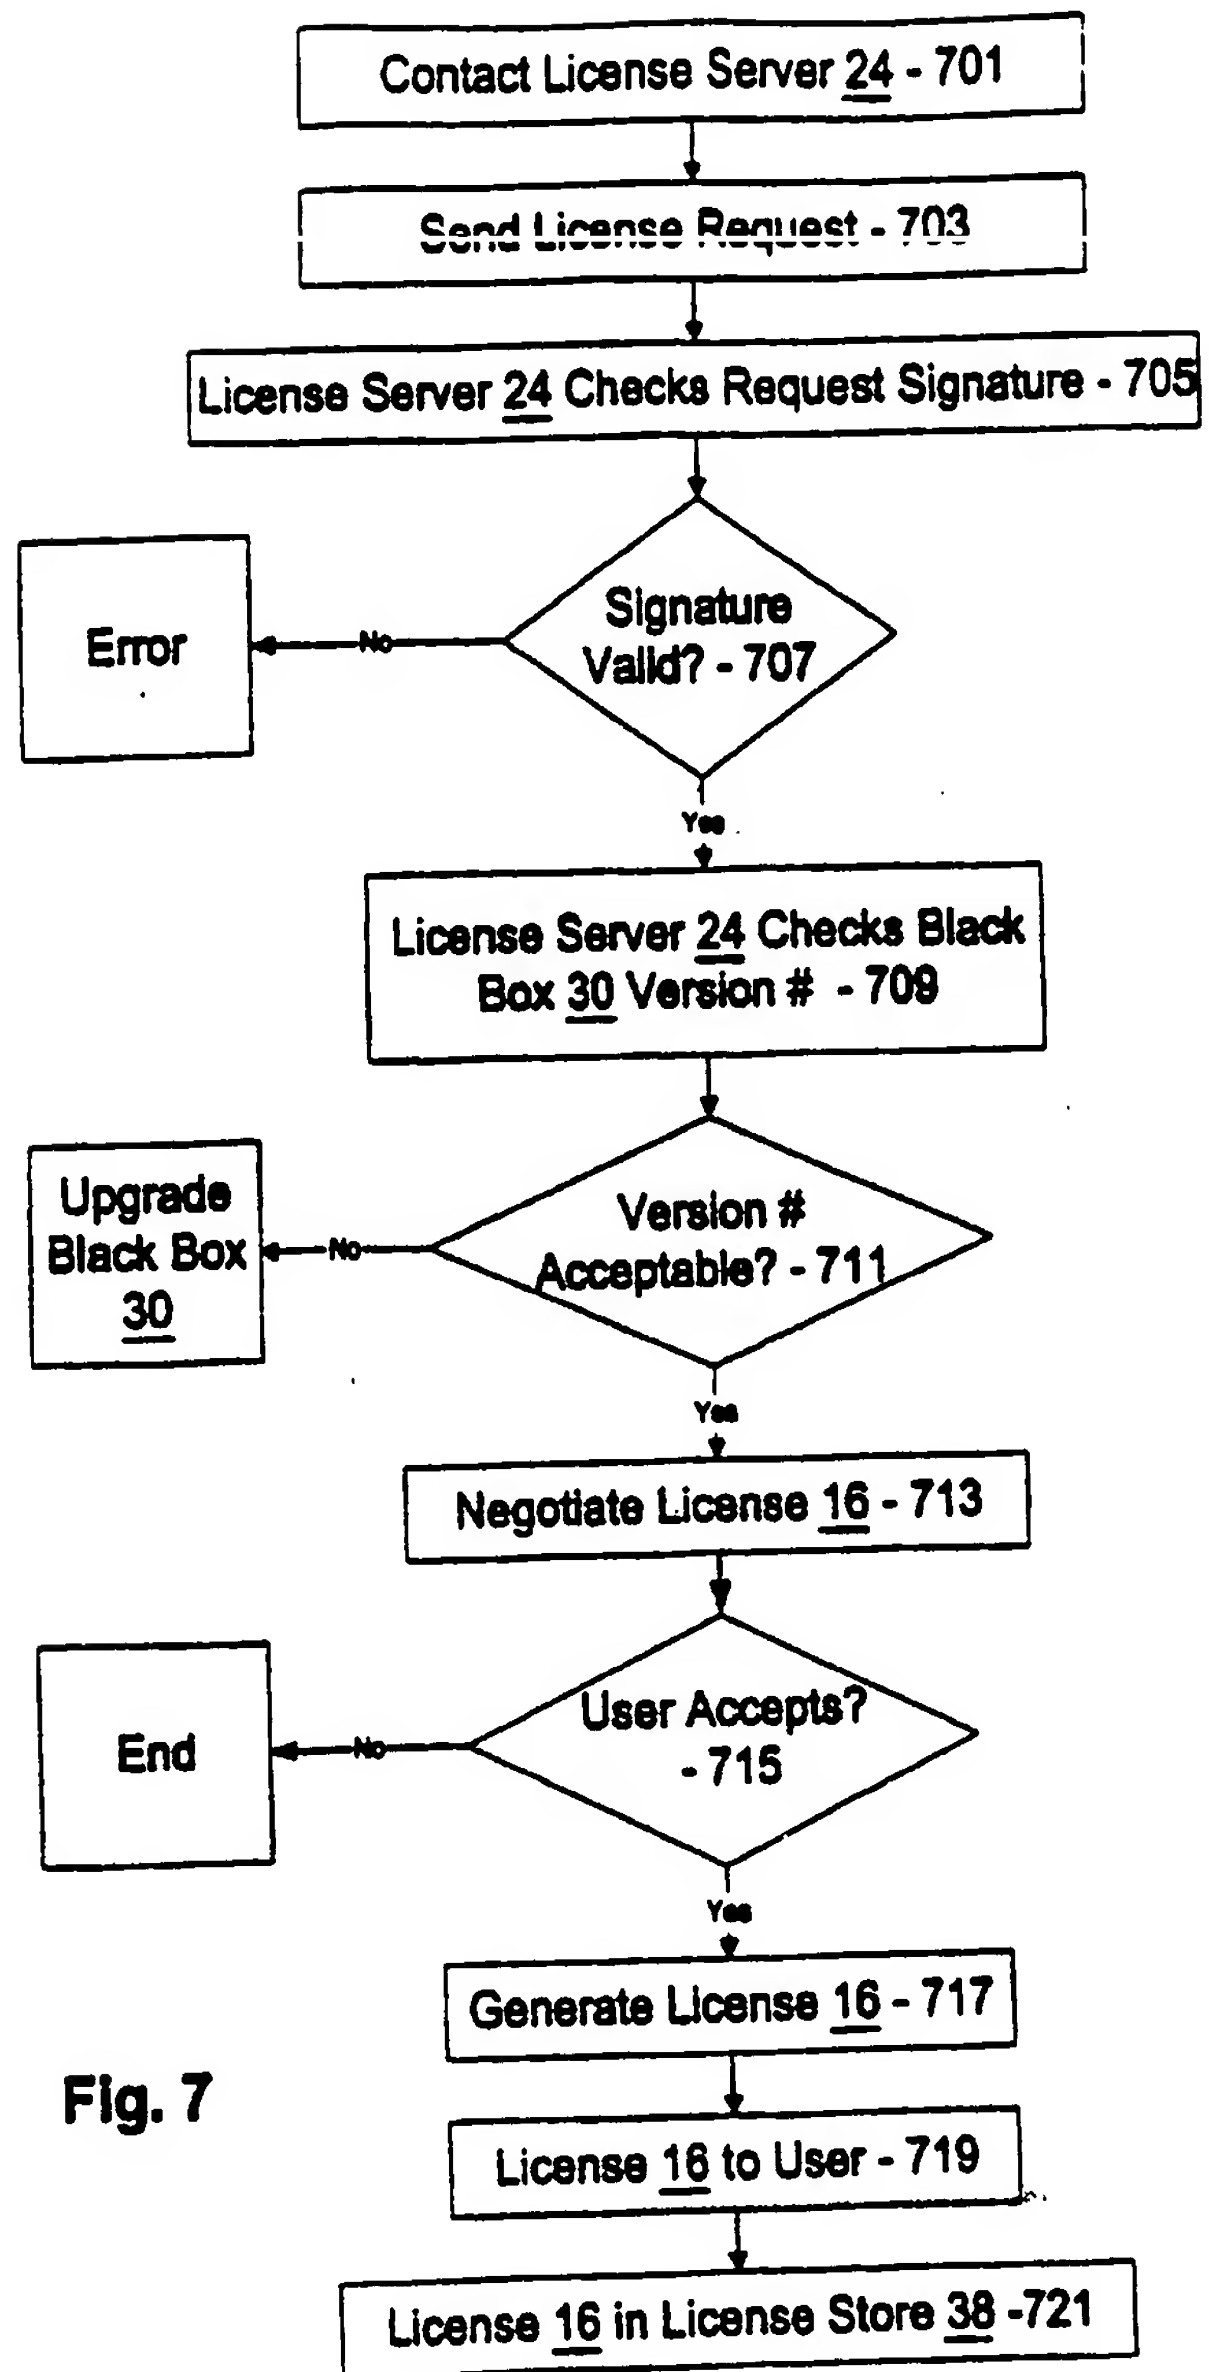 Contact License Server 24 - 701
Send License Request - 703
License Server 24 Checks Request Signature - 705
Signature
Valid? - 707
No
Error
Yes
License Server 24 Checks Black
Box 30 Version # - 709
Version #
Acceptable? - 711
No
Upgrade
Black Box
30
Yes
Negotiate License 16 - 713
User Accepts?
- 715
No
End
Yes
Generate License 16 - 717
Fig. 7
License 16 to User - 719
License 16 in License Store 38 -721